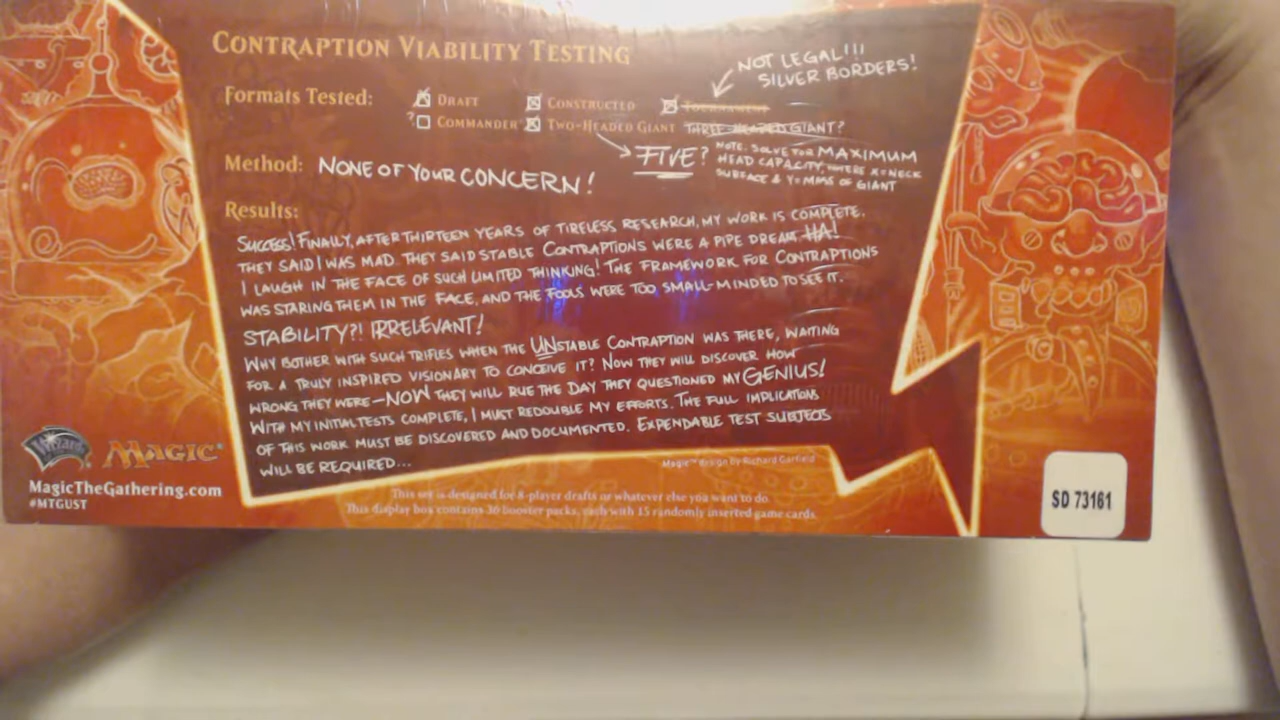 CONTRAPTION VIABILITY TESTING
NOT LEGAL!!!
SILVER BORDERS!
Formats Tested: DRAFT CONSTRUCTED TOURNAMENT
? COMMANDER TWO-HEADED GIANT THREE-HEADED GIANT?
FIVE? NOTE: SOLVE FOR MAXIMUM
HEAD CAPACITY, WHERE X=NECK
SURFACE & Y=MASS OF GIANT
Method: NONE OF YOUR CONCERN!
Results:
SUCCESS! FINALLY, AFTER THIRTEEN YEARS OF TIRELESS RESEARCH, MY WORK IS COMPLETE.
THEY SAID I WAS MAD. THEY SAID STABLE CONTRAPTIONS WERE A PIPE DREAM. HA!
I LAUGH IN THE FACE OF SUCH LIMITED THINKING! THE FRAMEWORK FOR CONTRAPTIONS
WAS STARING THEM IN THE FACE, AND THE FOOLS WERE TOO SMALL-MINDED TO SEE IT.
STABILITY?! IRRELEVANT!
WHY BOTHER WITH SUCH TRIFLES WHEN THE UNSTABLE CONTRAPTION WAS THERE, WAITING
FOR A TRULY INSPIRED VISIONARY TO CONCEIVE IT? NOW THEY WILL DISCOVER HOW
WRONG THEY WERE—NOW THEY WILL RUE THE DAY THEY QUESTIONED MY GENIUS!
WITH MY INITIAL TESTS COMPLETE, I MUST REDOUBLE MY EFFORTS. THE FULL IMPLICATIONS
OF THIS WORK MUST BE DISCOVERED AND DOCUMENTED. EXPENDABLE TEST SUBJECTS
WILL BE REQUIRED...
Magic™ design by Richard Garfield
Wizards MAGIC®
MagicTheGathering.com
#MTGUST
This set is designed for 8-player drafts or whatever else you want to do.
This display box contains 36 booster packs, each with 15 randomly inserted game cards.
SD 73161